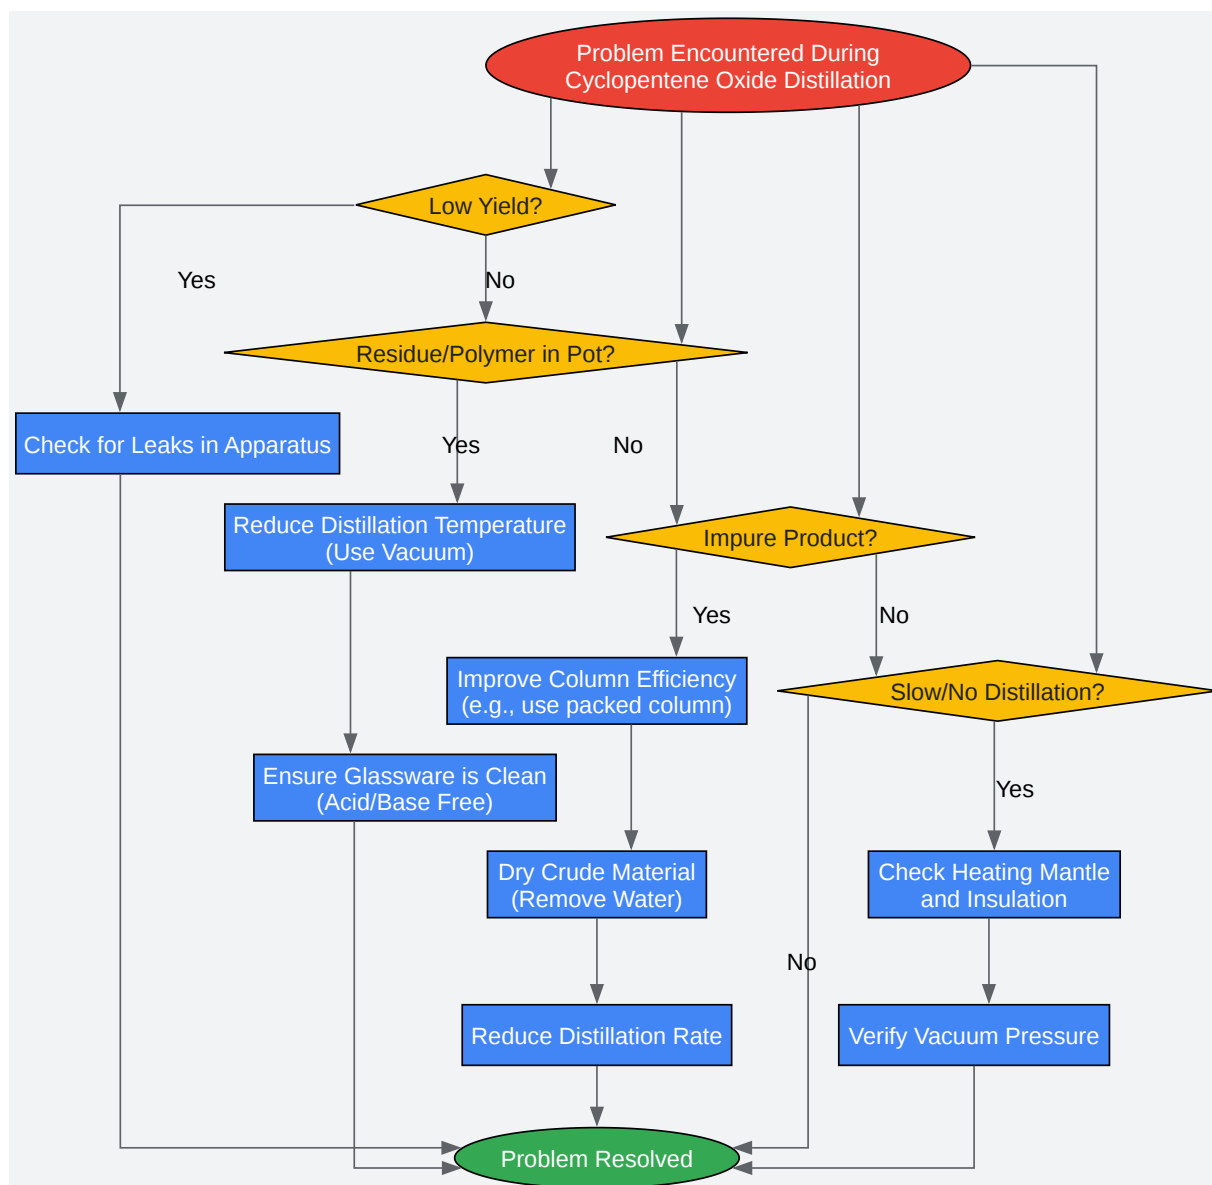 Problem Encountered During
Cyclopentene Oxide Distillation
Low Yield?
Yes
No
Residue/Polymer in Pot?
Check for Leaks in Apparatus
Yes
No
Reduce Distillation Temperature
(Use Vacuum)
Impure Product?
Yes
No
Improve Column Efficiency
(e.g., use packed column)
Slow/No Distillation?
Ensure Glassware is Clean
(Acid/Base Free)
Yes
Dry Crude Material
(Remove Water)
Check Heating Mantle
and Insulation
No
Reduce Distillation Rate
Verify Vacuum Pressure
Problem Resolved